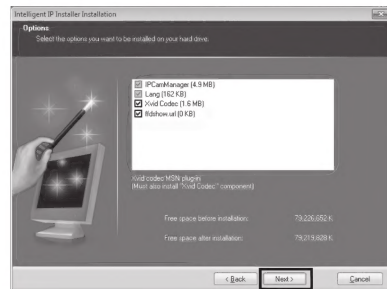 Intelligent IP Installer Installation
Options
Select the options you want to be installed on your hard drive.
IPCamManager (4.9 MB)
Lang (162 KB)
Xvid Codec (1.6 MB)
ffdshow.url (0 KB)
Xvid codec MSN plug-in
(Must also install "Xvid Codec" component)
Free space before installation: 79,226,652 K
Free space after installation: 79,219,828 K
< Back
Next >
Cancel